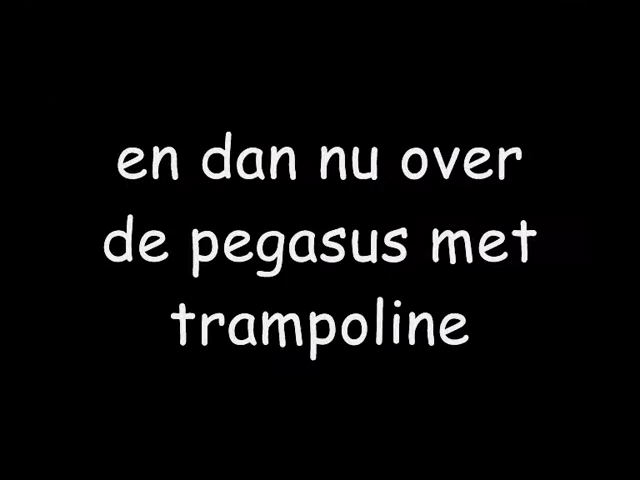 en dan nu over
de pegasus met
trampoline